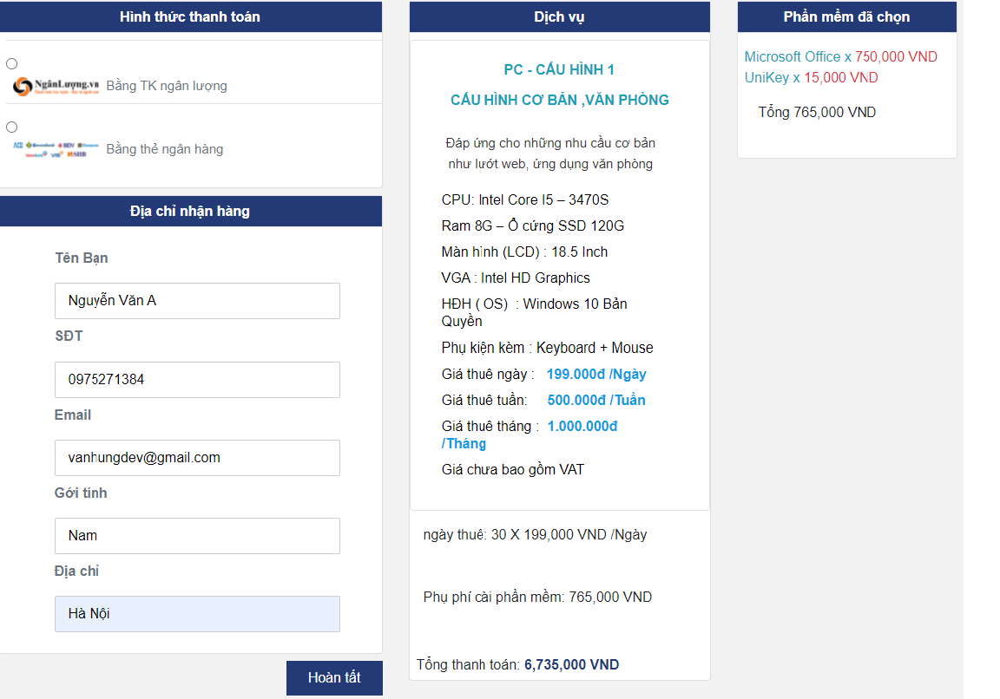 Hình thức thanh toán
NgânLượng.vn Bằng TK ngân lượng
ACB BIDV
VIB SHB Bằng thẻ ngân hàng
Địa chỉ nhận hàng
Tên Bạn
Nguyễn Văn A
SĐT
0975271384
Email
vanhungdev@gmail.com
Gới tính
Nam
Địa chỉ
Hà Nội
Hoàn tất
Dịch vụ
PC - CẤU HÌNH 1
CẤU HÌNH CƠ BẢN ,VĂN PHÒNG
Đáp ứng cho những nhu cầu cơ bản
như lướt web, ứng dụng văn phòng
CPU: Intel Core I5 – 3470S
Ram 8G – Ổ cứng SSD 120G
Màn hình (LCD) : 18.5 Inch
VGA : Intel HD Graphics
HĐH ( OS) : Windows 10 Bản
Quyền
Phụ kiện kèm : Keyboard + Mouse
Giá thuê ngày : 199.000đ /Ngày
Giá thuê tuần: 500.000đ /Tuần
Giá thuê tháng : 1.000.000đ
/Tháng
Giá chưa bao gồm VAT
ngày thuê: 30 X 199,000 VND /Ngày
Phụ phí cài phần mềm: 765,000 VND
Tổng thanh toán: 6,735,000 VND
Phần mềm đã chọn
Microsoft Office x 750,000 VND
UniKey x 15,000 VND
Tổng 765,000 VND